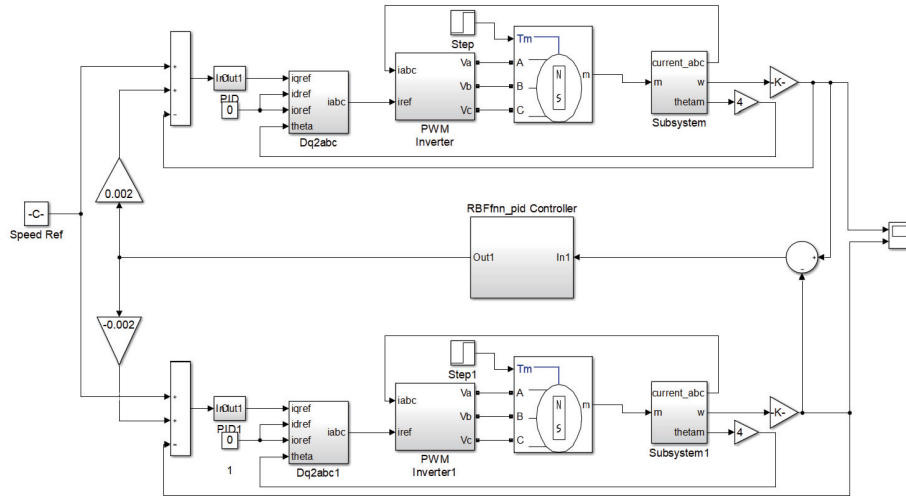 Step
Tm
current_abc
+
In1
Out1
iqref
iabc
Va
A
N
S
m
m
w
-K-
+
PID
idref
iabc
Vb
B
thetam
4
−
0
ioref
iref
Vc
C
theta
Subsystem
Dq2abc
PWM
Inverter
0.002
-C-
Speed Ref
RBFfnn_pid Controller
Out1
In1
+
−
-0.002
Step1
Tm
current_abc
+
Out1
iqref
iabc
Va
A
N
S
m
m
w
-K-
+
PID1
idref
iabc
Vb
B
thetam
4
−
0
ioref
iref
Vc
C
theta
Subsystem1
1
Dq2abc1
PWM
Inverter1